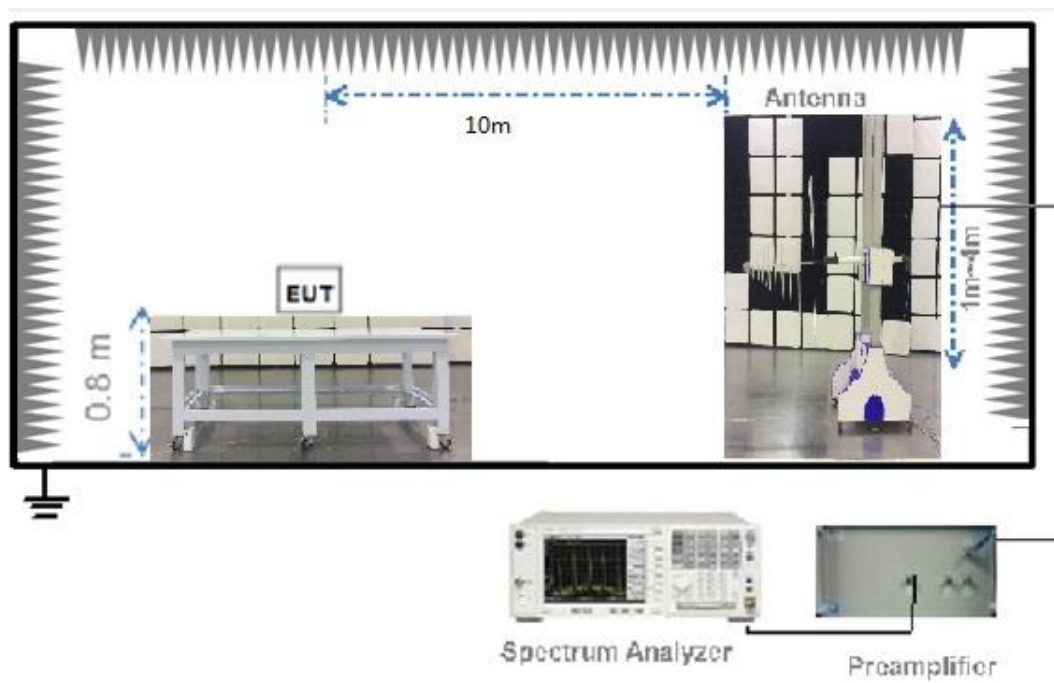 Antenna
10m
1m~4m
EUT
0.8 m
Spectrum Analyzer
Preamplifier